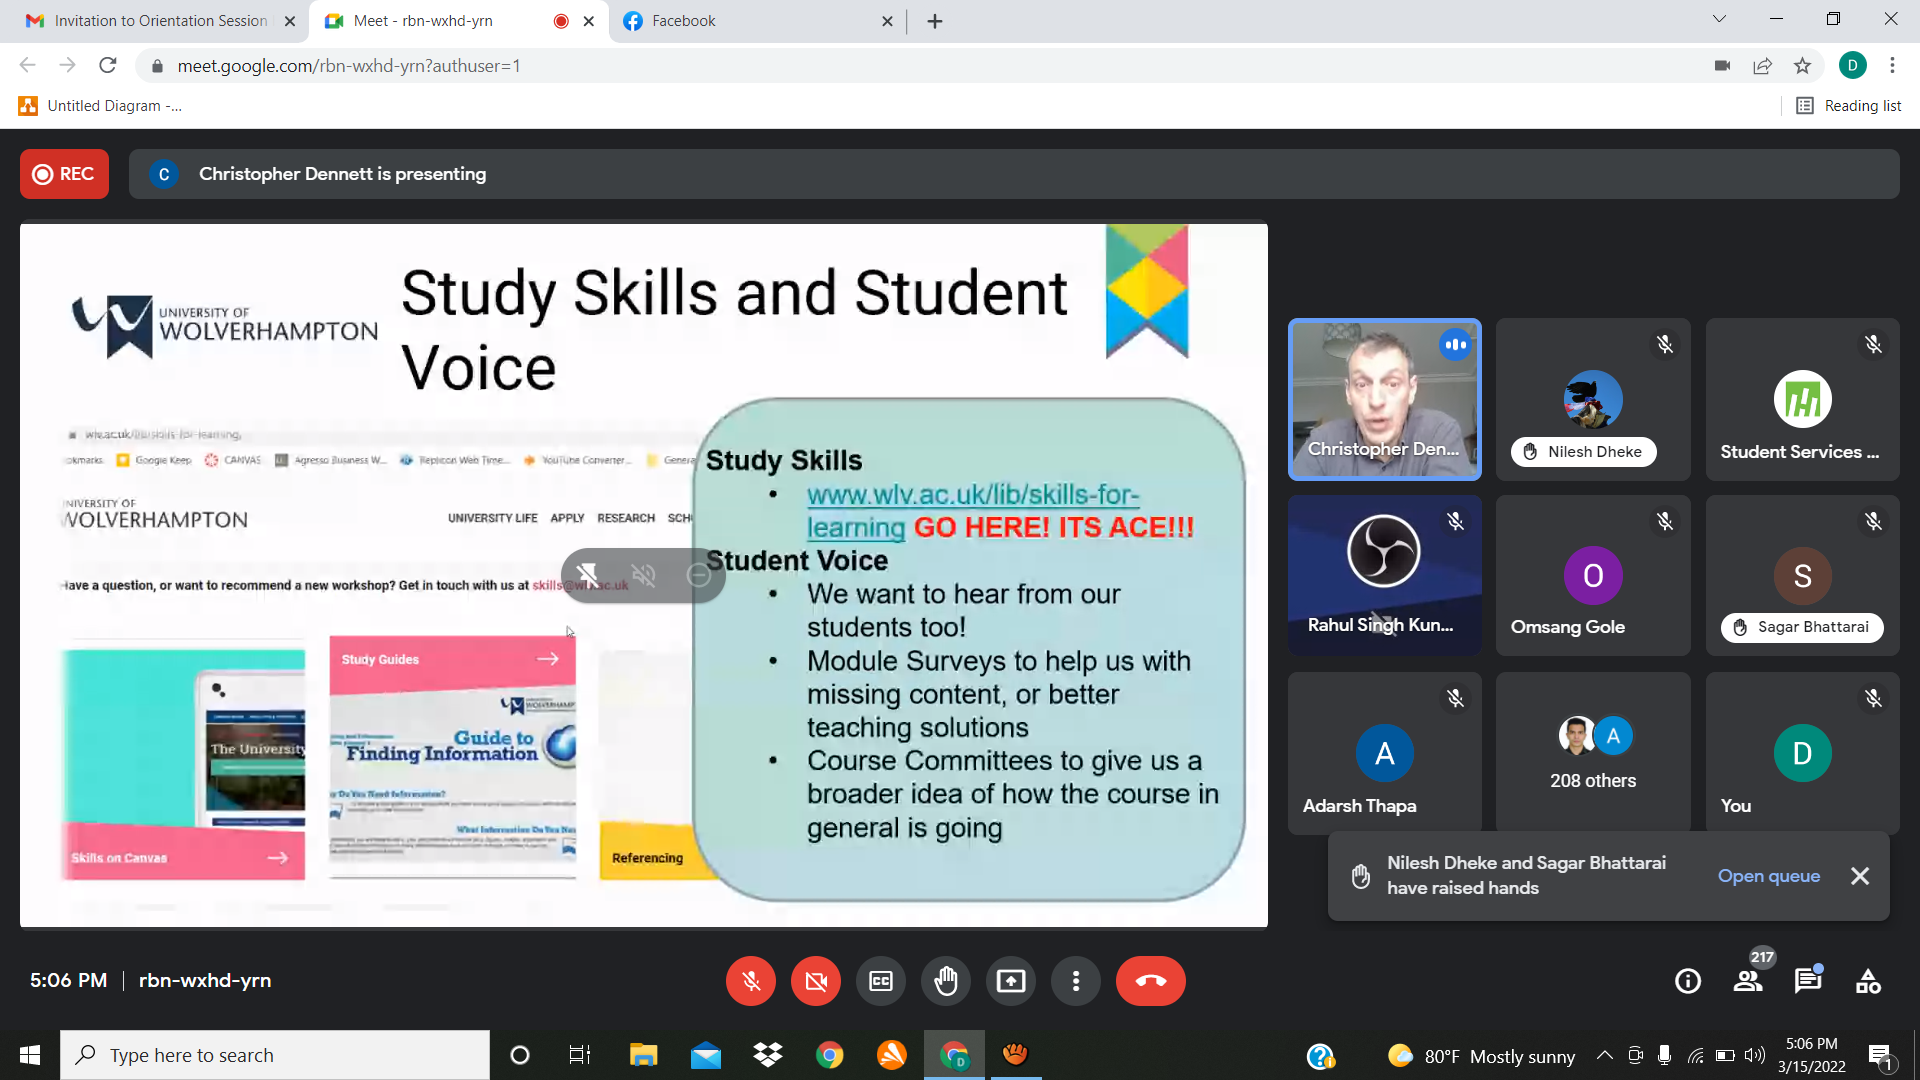 Invitation to Orientation Session
Meet - rbn-wxhd-yrn
Facebook
meet.google.com/rbn-wxhd-yrn?authuser=1
D
Untitled Diagram -...
Reading list
REC
C
Christopher Dennett is presenting
UNIVERSITY OF
WOLVERHAMPTON
Study Skills and Student
Voice
wlv.ac.uk/lib/skills-for-learning,
okmarks
Google Keep
CANVAS
Agresso Business W...
Replicon Web Time...
YouTube Converter...
Genera
NIVERSITY OF
WOLVERHAMPTON
UNIVERSITY LIFE APPLY RESEARCH SCH
Have a question, or want to recommend a new workshop? Get in touch with us at skills@wlv.ac.uk
The University
Skills on Canvas
Study Guides
Guide to
Finding Information
y Do You Need Information?
What Information Do You Nee
Referencing
Study Skills
• www.wlv.ac.uk/lib/skills-for-
learning GO HERE! ITS ACE!!!
Student Voice
• We want to hear from our
students too!
• Module Surveys to help us with
missing content, or better
teaching solutions
• Course Committees to give us a
broader idea of how the course in
general is going
Christopher Den...
Nilesh Dheke
Student Services ...
Rahul Singh Kun...
O
Omsang Gole
S
Sagar Bhattarai
A
Adarsh Thapa
A
208 others
D
You
Nilesh Dheke and Sagar Bhattarai
have raised hands
Open queue
5:06 PM
rbn-wxhd-yrn
CC
217
Type here to search
80°F Mostly sunny
5:06 PM
3/15/2022
1